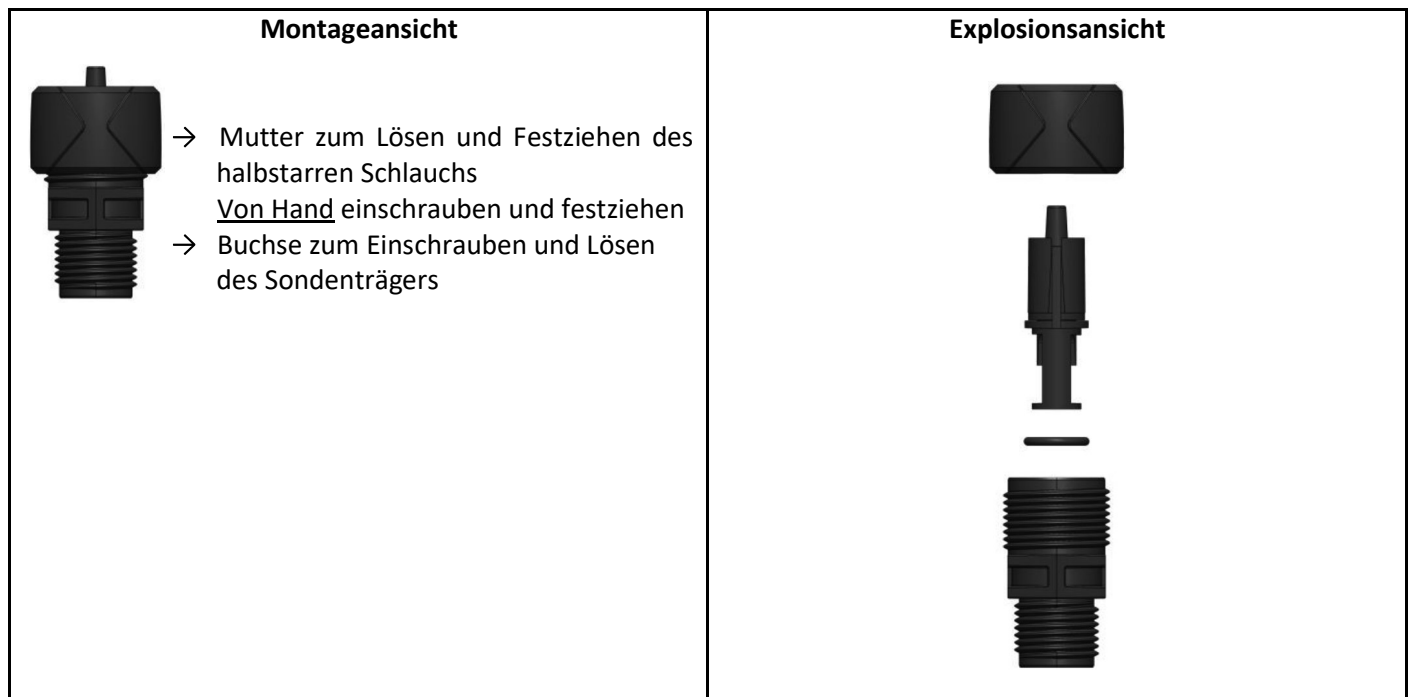 Montageansicht
→ Mutter zum Lösen und Festziehen des
halbstarren Schlauchs
Von Hand einschrauben und festziehen
→ Buchse zum Einschrauben und Lösen
des Sondenträgers
Explosionsansicht